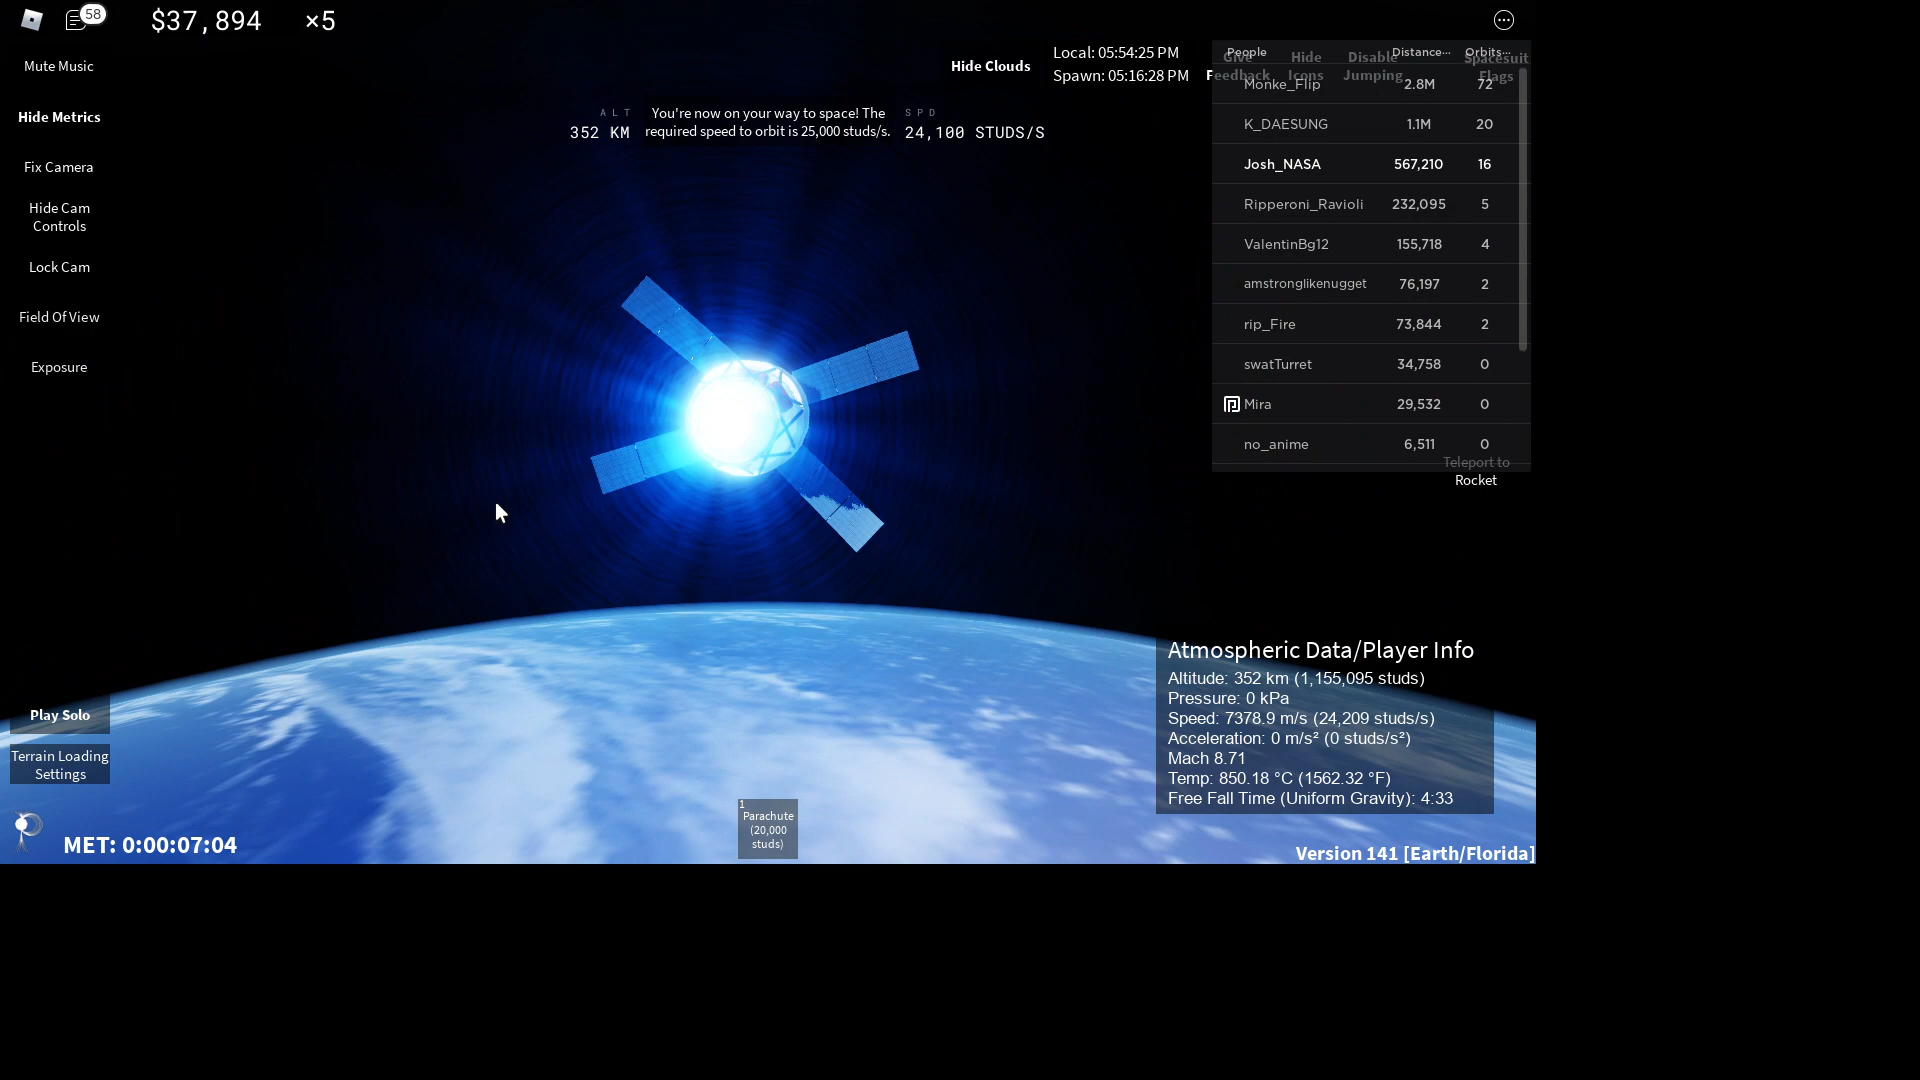 58
$37,894 ×5
Mute Music
Hide Metrics
Fix Camera
Hide Cam
Controls
Lock Cam
Field Of View
Exposure
Hide Clouds
Local: 05:54:25 PM
Spawn: 05:16:28 PM
ALT
352 KM
You're now on your way to space! The
required speed to orbit is 25,000 studs/s.
SPD
24,100 STUDS/S
Give
Feedback
Hide
Icons
Disable
Jumping
Spacesuit
Flags
People Distance··· Orbits···
Monke_Flip 2.8M 72
K_DAESUNG 1.1M 20
Josh_NASA 567,210 16
Ripperoni_Ravioli 232,095 5
ValentinBg12 155,718 4
amstronglikenugget 76,197 2
rip_Fire 73,844 2
swatTurret 34,758 0
Mira 29,532 0
no_anime 6,511 0
Teleport to
Rocket
Atmospheric Data/Player Info
Altitude: 352 km (1,155,095 studs)
Pressure: 0 kPa
Speed: 7378.9 m/s (24,209 studs/s)
Acceleration: 0 m/s² (0 studs/s²)
Mach 8.71
Temp: 850.18 °C (1562.32 °F)
Free Fall Time (Uniform Gravity): 4:33
Play Solo
Terrain Loading
Settings
MET: 0:00:07:04
1
Parachute
(20,000
studs)
Version 141 [Earth/Florida]